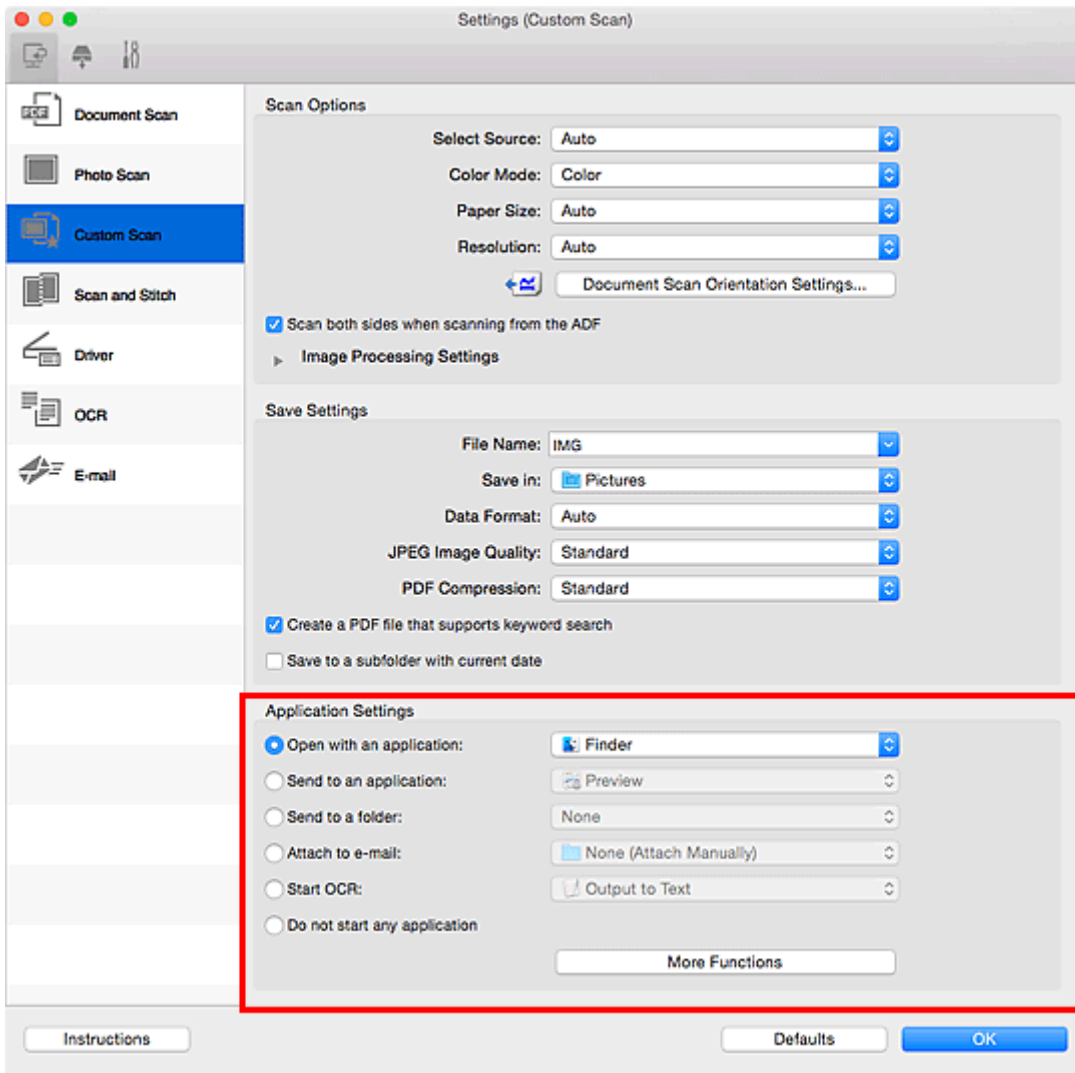 Settings (Custom Scan)
Document Scan
Photo Scan
Custom Scan
Scan and Stitch
Driver
OCR
E-mail
Scan Options
Select Source: Auto
Color Mode: Color
Paper Size: Auto
Resolution: Auto
Document Scan Orientation Settings...
Scan both sides when scanning from the ADF
Image Processing Settings
Save Settings
File Name: IMG
Save in: Pictures
Data Format: Auto
JPEG Image Quality: Standard
PDF Compression: Standard
Create a PDF file that supports keyword search
Save to a subfolder with current date
Application Settings
Open with an application: Finder
Send to an application: Preview
Send to a folder: None
Attach to e-mail: None (Attach Manually)
Start OCR: Output to Text
Do not start any application
More Functions
Instructions
Defaults
OK